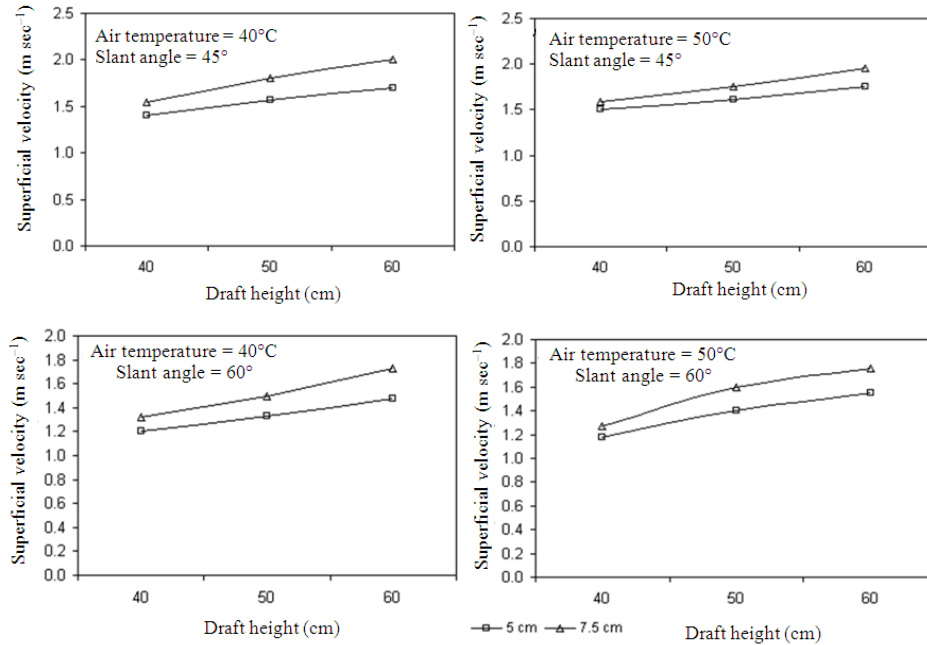 Superficial velocity (m sec⁻¹)
2.5
2.0
1.5
1.0
0.5
0.0
Air temperature = 40°C
Slant angle = 45°
40 50 60
Draft height (cm)
Superficial velocity (m sec⁻¹)
2.5
2.0
1.5
1.0
0.5
0.0
Air temperature = 50°C
Slant angle = 45°
40 50 60
Draft height (cm)
Superficial velocity (m sec⁻¹)
2.0
1.8
1.6
1.4
1.2
1.0
0.8
0.6
0.4
0.2
0.0
Air temperature = 40°C
Slant angle = 60°
40 50 60
Draft height (cm)
Superficial velocity (m sec⁻¹)
2.0
1.8
1.6
1.4
1.2
1.0
0.8
0.6
0.4
0.2
0.0
Air temperature = 50°C
Slant angle = 60°
40 50 60
5 cm 7.5 cm
Draft height (cm)